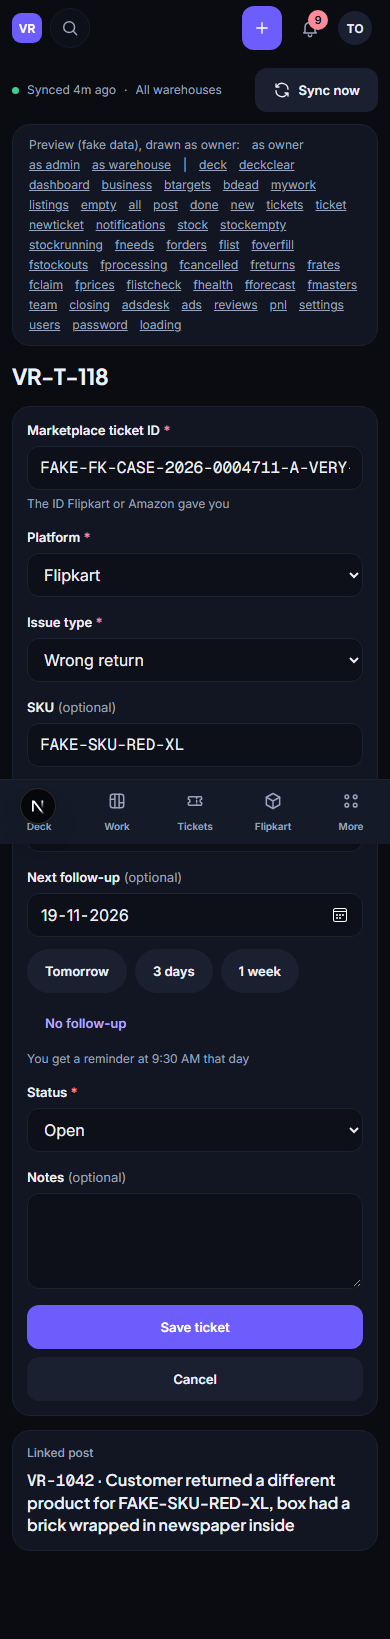 VR
9
TO
Synced 4m ago · All warehouses
Sync now
Preview (fake data), drawn as owner: as owner
as admin as warehouse | deck deckclear
dashboard business btargets bdead mywork
listings empty all post done new tickets ticket
newticket notifications stock stockempty
stockrunning fneeds forders flist foverfill
fstockouts fprocessing fcancelled freturns frates
fclaim fprices flistcheck fhealth fforecast fmasters
team closing adsdesk ads reviews pnl settings
users password loading
VR-T-118
Marketplace ticket ID *
FAKE-FK-CASE-2026-0004711-A-VERY-
The ID Flipkart or Amazon gave you
Platform *
Flipkart
Issue type *
Wrong return
SKU (optional)
FAKE-SKU-RED-XL
N
Deck
Work
Tickets
Flipkart
More
Next follow-up (optional)
19-11-2026
Tomorrow
3 days
1 week
No follow-up
You get a reminder at 9:30 AM that day
Status *
Open
Notes (optional)
Save ticket
Cancel
Linked post
VR-1042 · Customer returned a different
product for FAKE-SKU-RED-XL, box had a
brick wrapped in newspaper inside